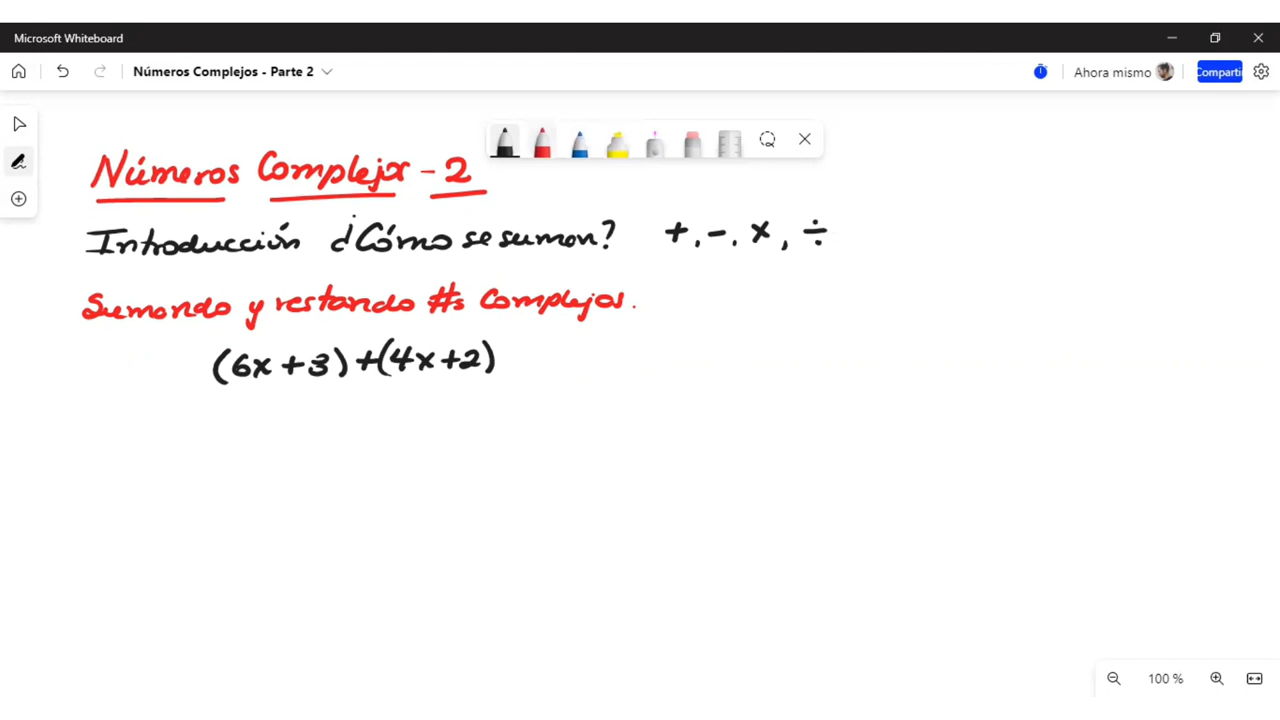 Microsoft Whiteboard
Números Complejos - Parte 2
Ahora mismo
Comparti
Números Complejos - 2
Introducción ¿Cómo se suman? +, -, x, ÷
Sumando y restando #s Complejos.
(6x+3)+(4x+2)
100 %